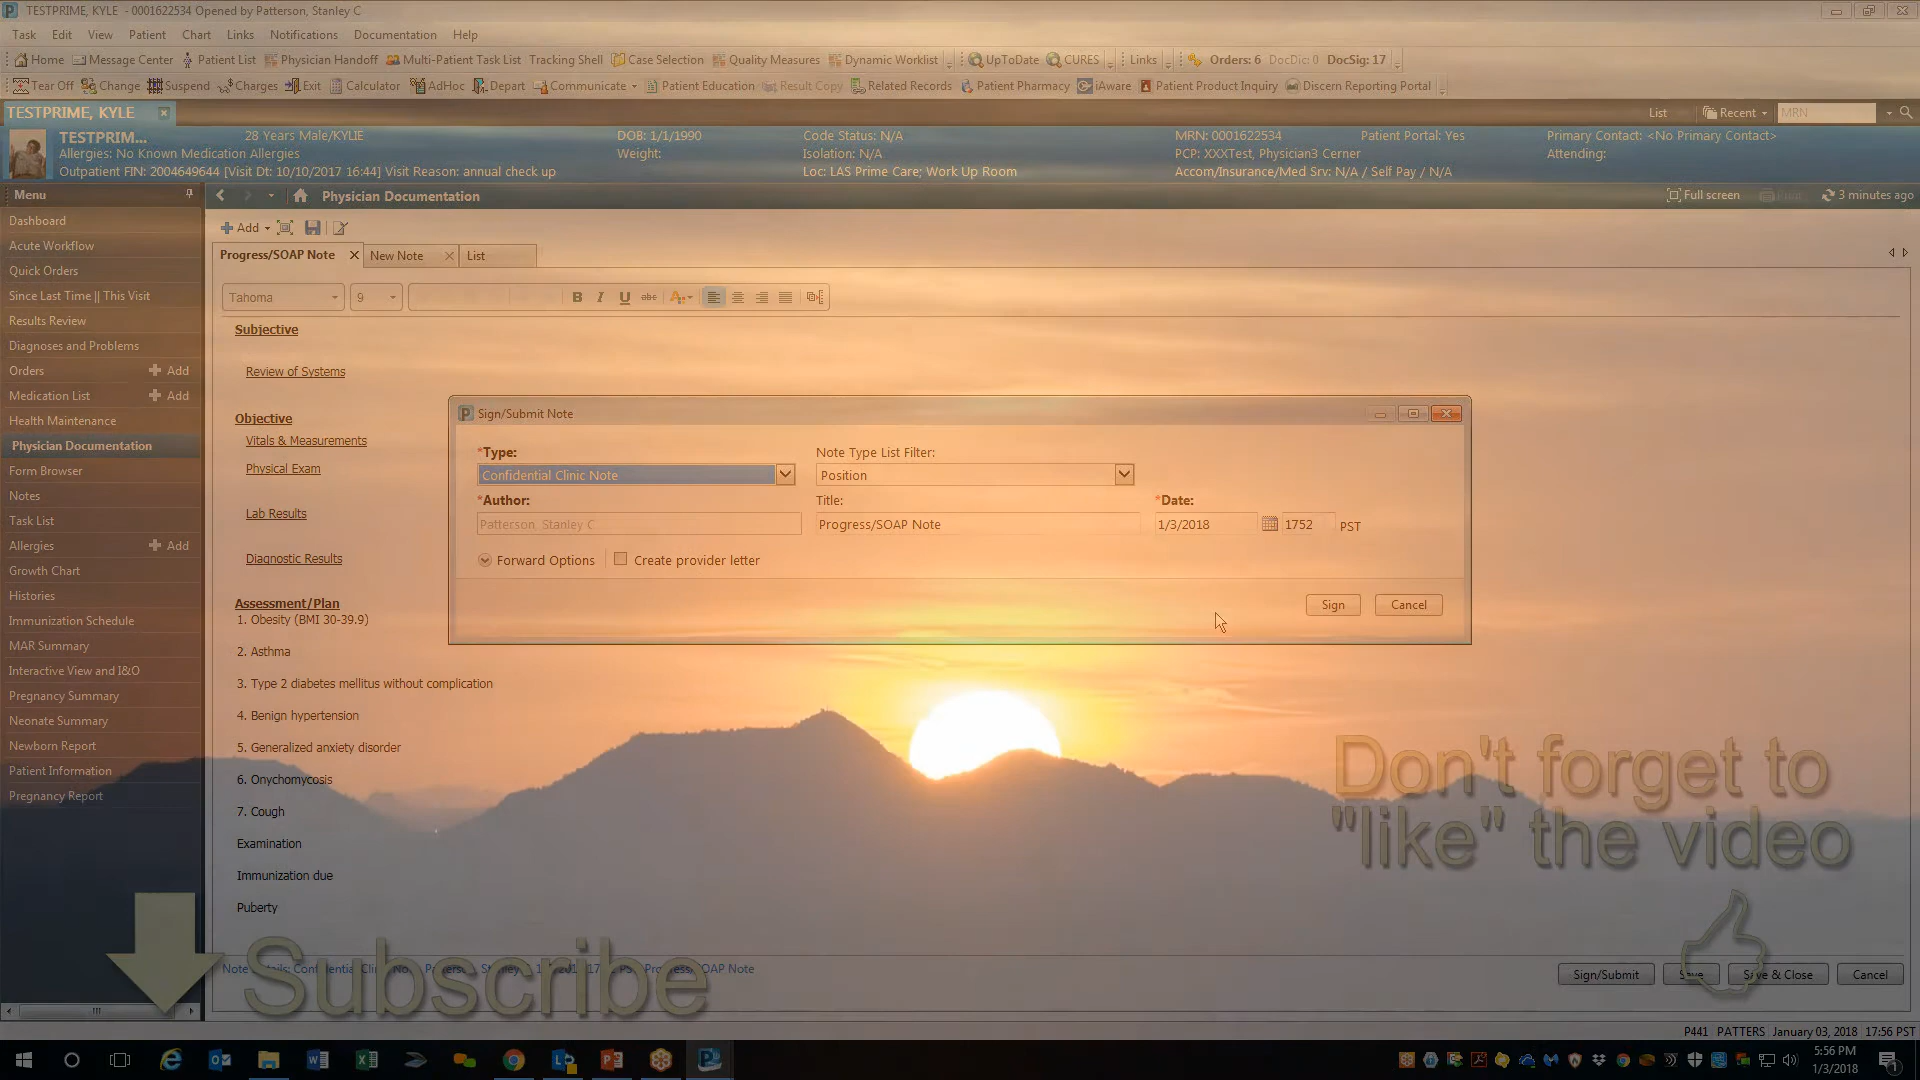 TESTPRIME, KYLE - 0001622534 Opened by Patterson, Stanley C
Task Edit View Patient Chart Links Notifications Documentation Help
Home Message Center Patient List Physician Handoff Multi-Patient Task List Tracking Shell Case Selection Quality Measures Dynamic Worklist UpToDate CURES Links Orders: 6 DocDic: 0 DocSig: 17
Tear Off Change Suspend Charges Exit Calculator AdHoc Depart Communicate Patient Education Result Copy Related Records Patient Pharmacy iAware Patient Product Inquiry Discern Reporting Portal
TESTPRIME, KYLE List Recent MRN
TESTPRIM... 28 Years Male/KYLIE DOB: 1/1/1990 Code Status: N/A MRN: 0001622534 Patient Portal: Yes Primary Contact: <No Primary Contact>
Allergies: No Known Medication Allergies Weight: Isolation: N/A PCP: XXXTest, Physician3 Cerner Attending:
Outpatient FIN: 2004649644 [Visit Dt: 10/10/2017 16:44] Visit Reason: annual check up Loc: LAS Prime Care; Work Up Room Accom/Insurance/Med Srv: N/A / Self Pay / N/A
Menu
Dashboard
Acute Workflow
Quick Orders
Since Last Time || This Visit
Results Review
Diagnoses and Problems
Orders Add
Medication List Add
Health Maintenance
Physician Documentation
Form Browser
Notes
Task List
Allergies Add
Growth Chart
Histories
Immunization Schedule
MAR Summary
Interactive View and I&O
Pregnancy Summary
Neonate Summary
Newborn Report
Patient Information
Pregnancy Report
Physician Documentation Full screen Print 3 minutes ago
Add
Progress/SOAP Note New Note List
Tahoma 9 B I U abc A
Subjective
Review of Systems
Objective
Vitals & Measurements
Physical Exam
Lab Results
Diagnostic Results
Assessment/Plan
1. Obesity (BMI 30-39.9)
2. Asthma
3. Type 2 diabetes mellitus without complication
4. Benign hypertension
5. Generalized anxiety disorder
6. Onychomycosis
7. Cough
Examination
Immunization due
Puberty
Sign/Submit Note
*Type: Note Type List Filter:
Confidential Clinic Note Position
*Author: Title: *Date:
Patterson, Stanley C Progress/SOAP Note 1/3/2018 1752 PST
Forward Options Create provider letter
Sign Cancel
Don't forget to
"like" the video
Subscribe
Progress/SOAP Note
Sign/Submit Save Save & Close Cancel
P441 PATTERS January 03, 2018 17:56 PST
5:56 PM
1/3/2018